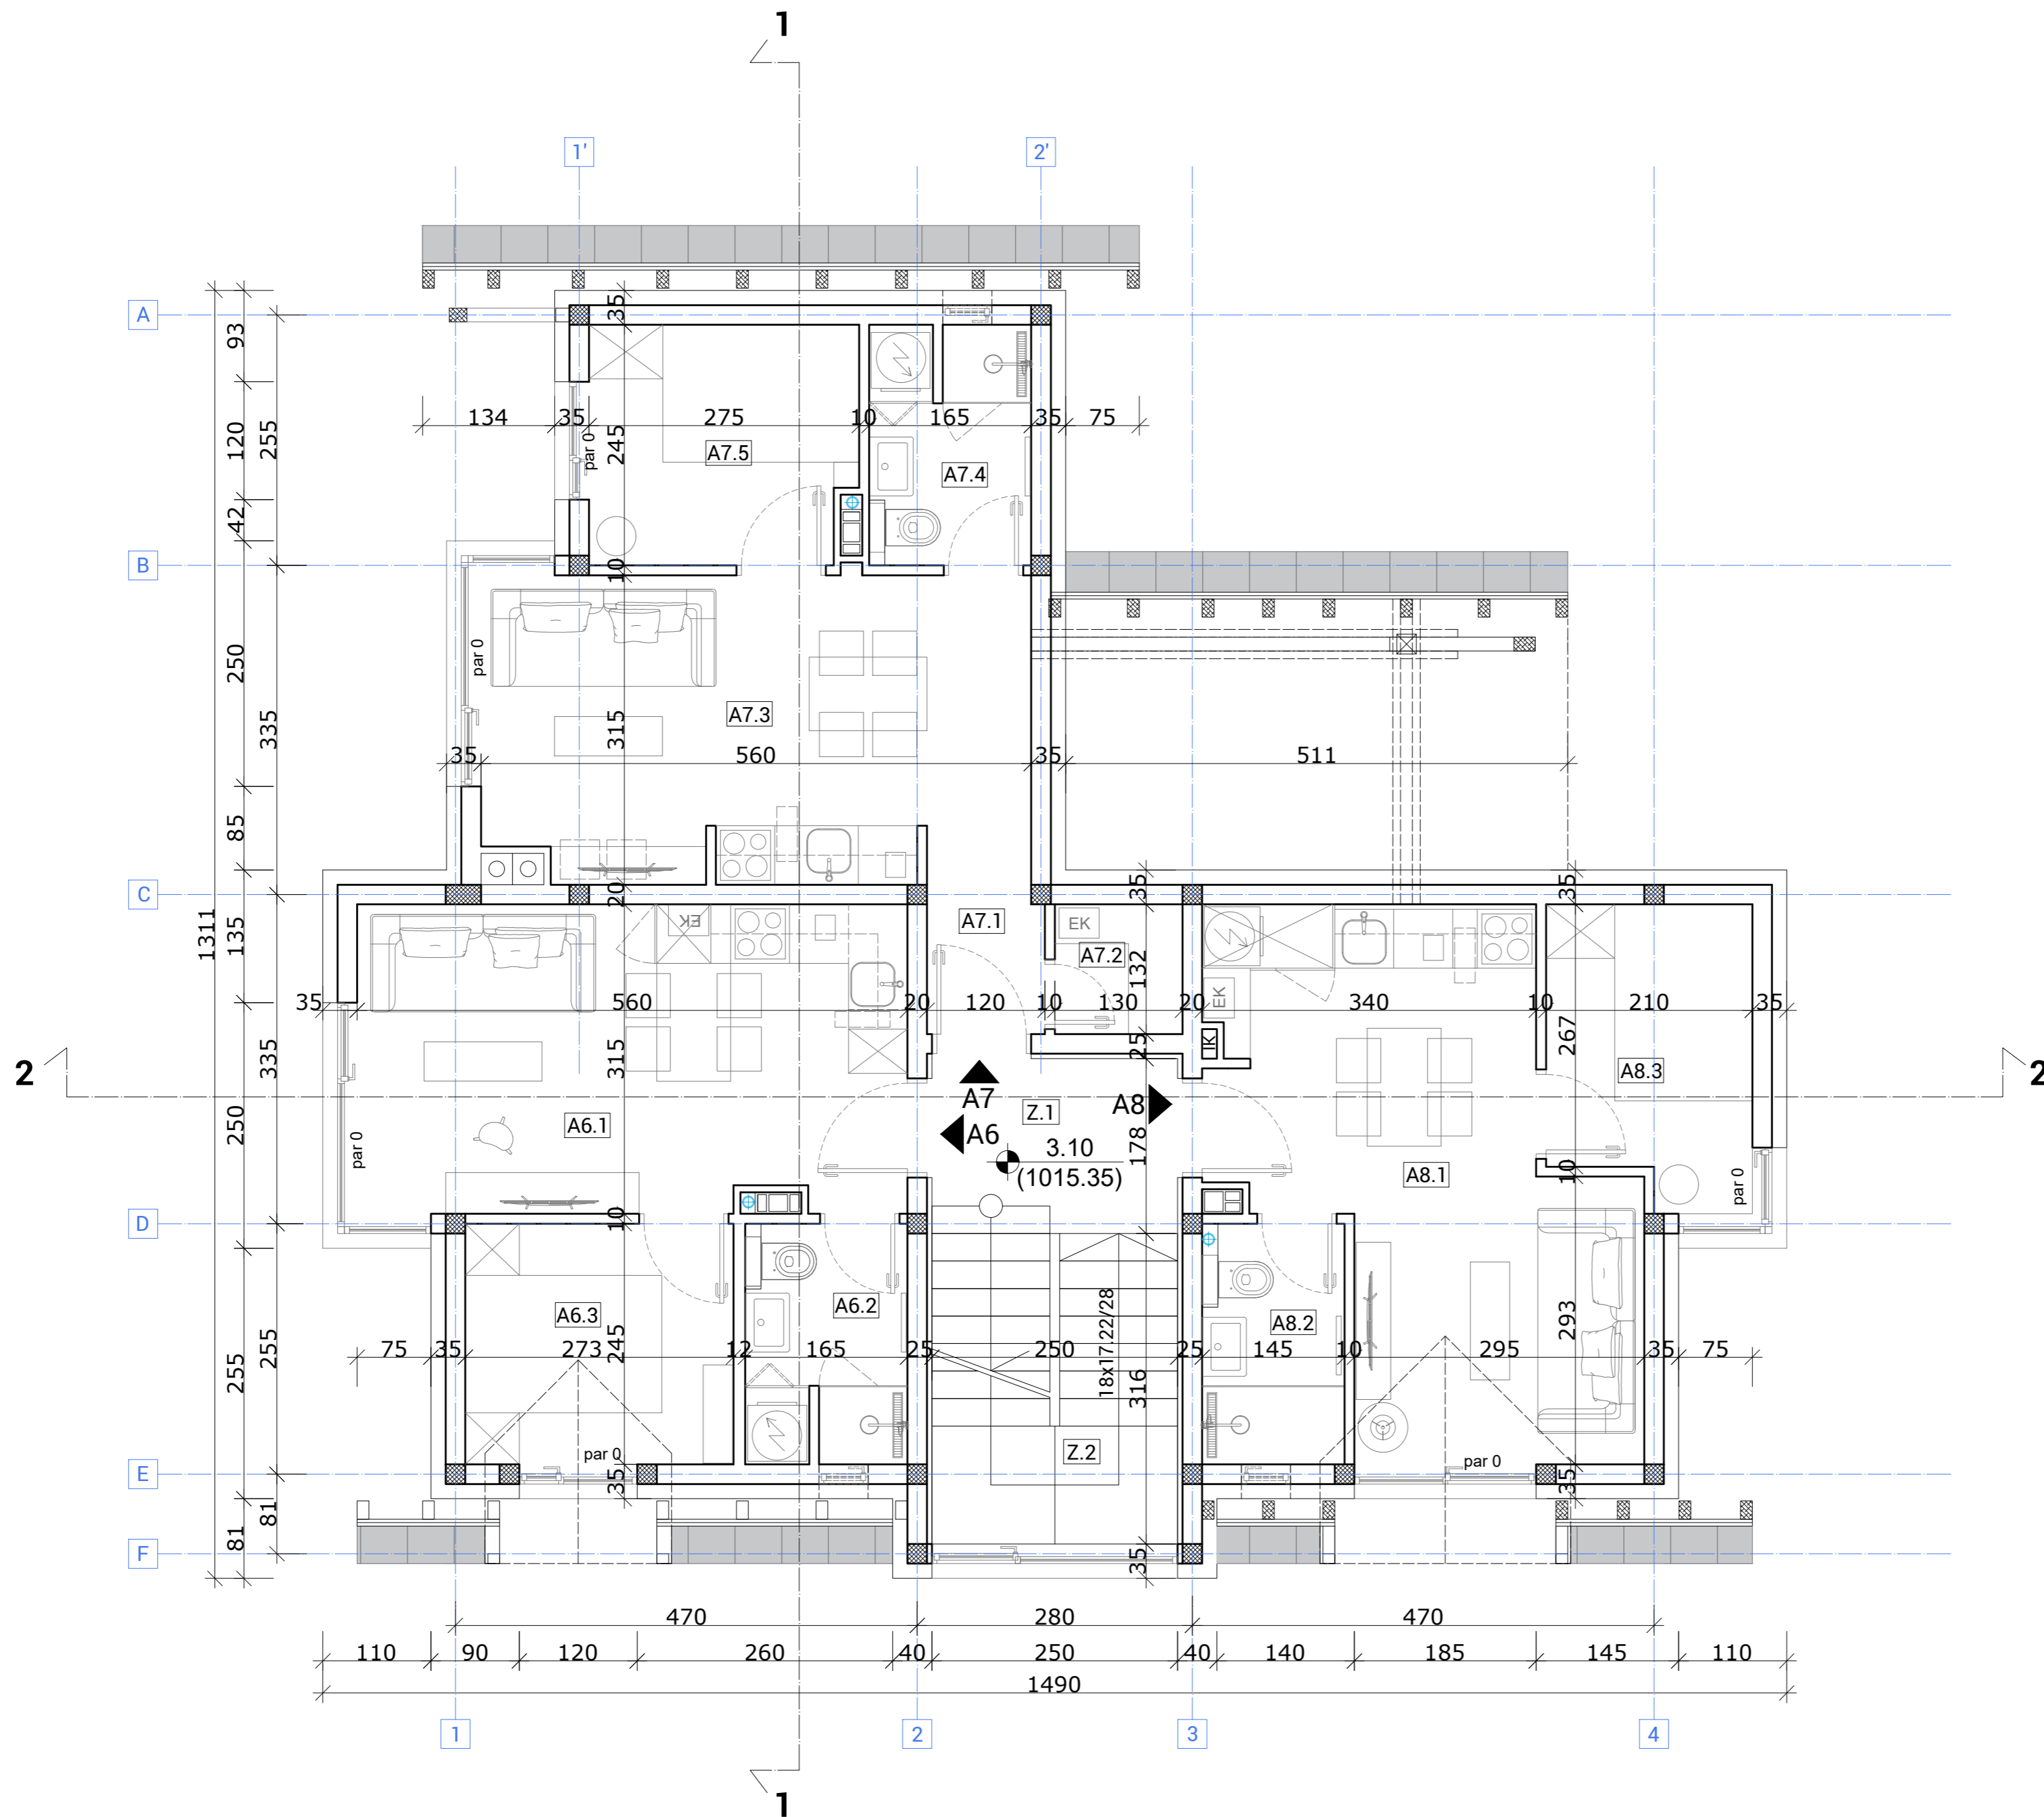 1
1'
2'
A
35
93
134
35
275
10
165
35
75
120
255
245
par 0
A7.5
A7.4
42
B
10
250
par 0
335
315
A7.3
35
560
35
511
85
C
20
35
35
1311
135
EK
A7.1
EK
A7.2
132
EK
35
560
20
120
10
130
20
340
10
210
35
335
315
25
IK
267
A8.3
2
2
A7
Z.1
A8
A6
250
A6.1
par 0
178
3.10
(1015.35)
A8.1
10
par 0
D
10
A6.3
A6.2
18x17.22/28
A8.2
293
255
255
245
75
35
273
12
165
25
250
25
145
10
295
35
75
316
Z.2
par 0
par 0
E
35
35
81
81
F
35
470
280
470
110
90
120
260
40
250
40
140
185
145
110
1490
1
2
3
4
1